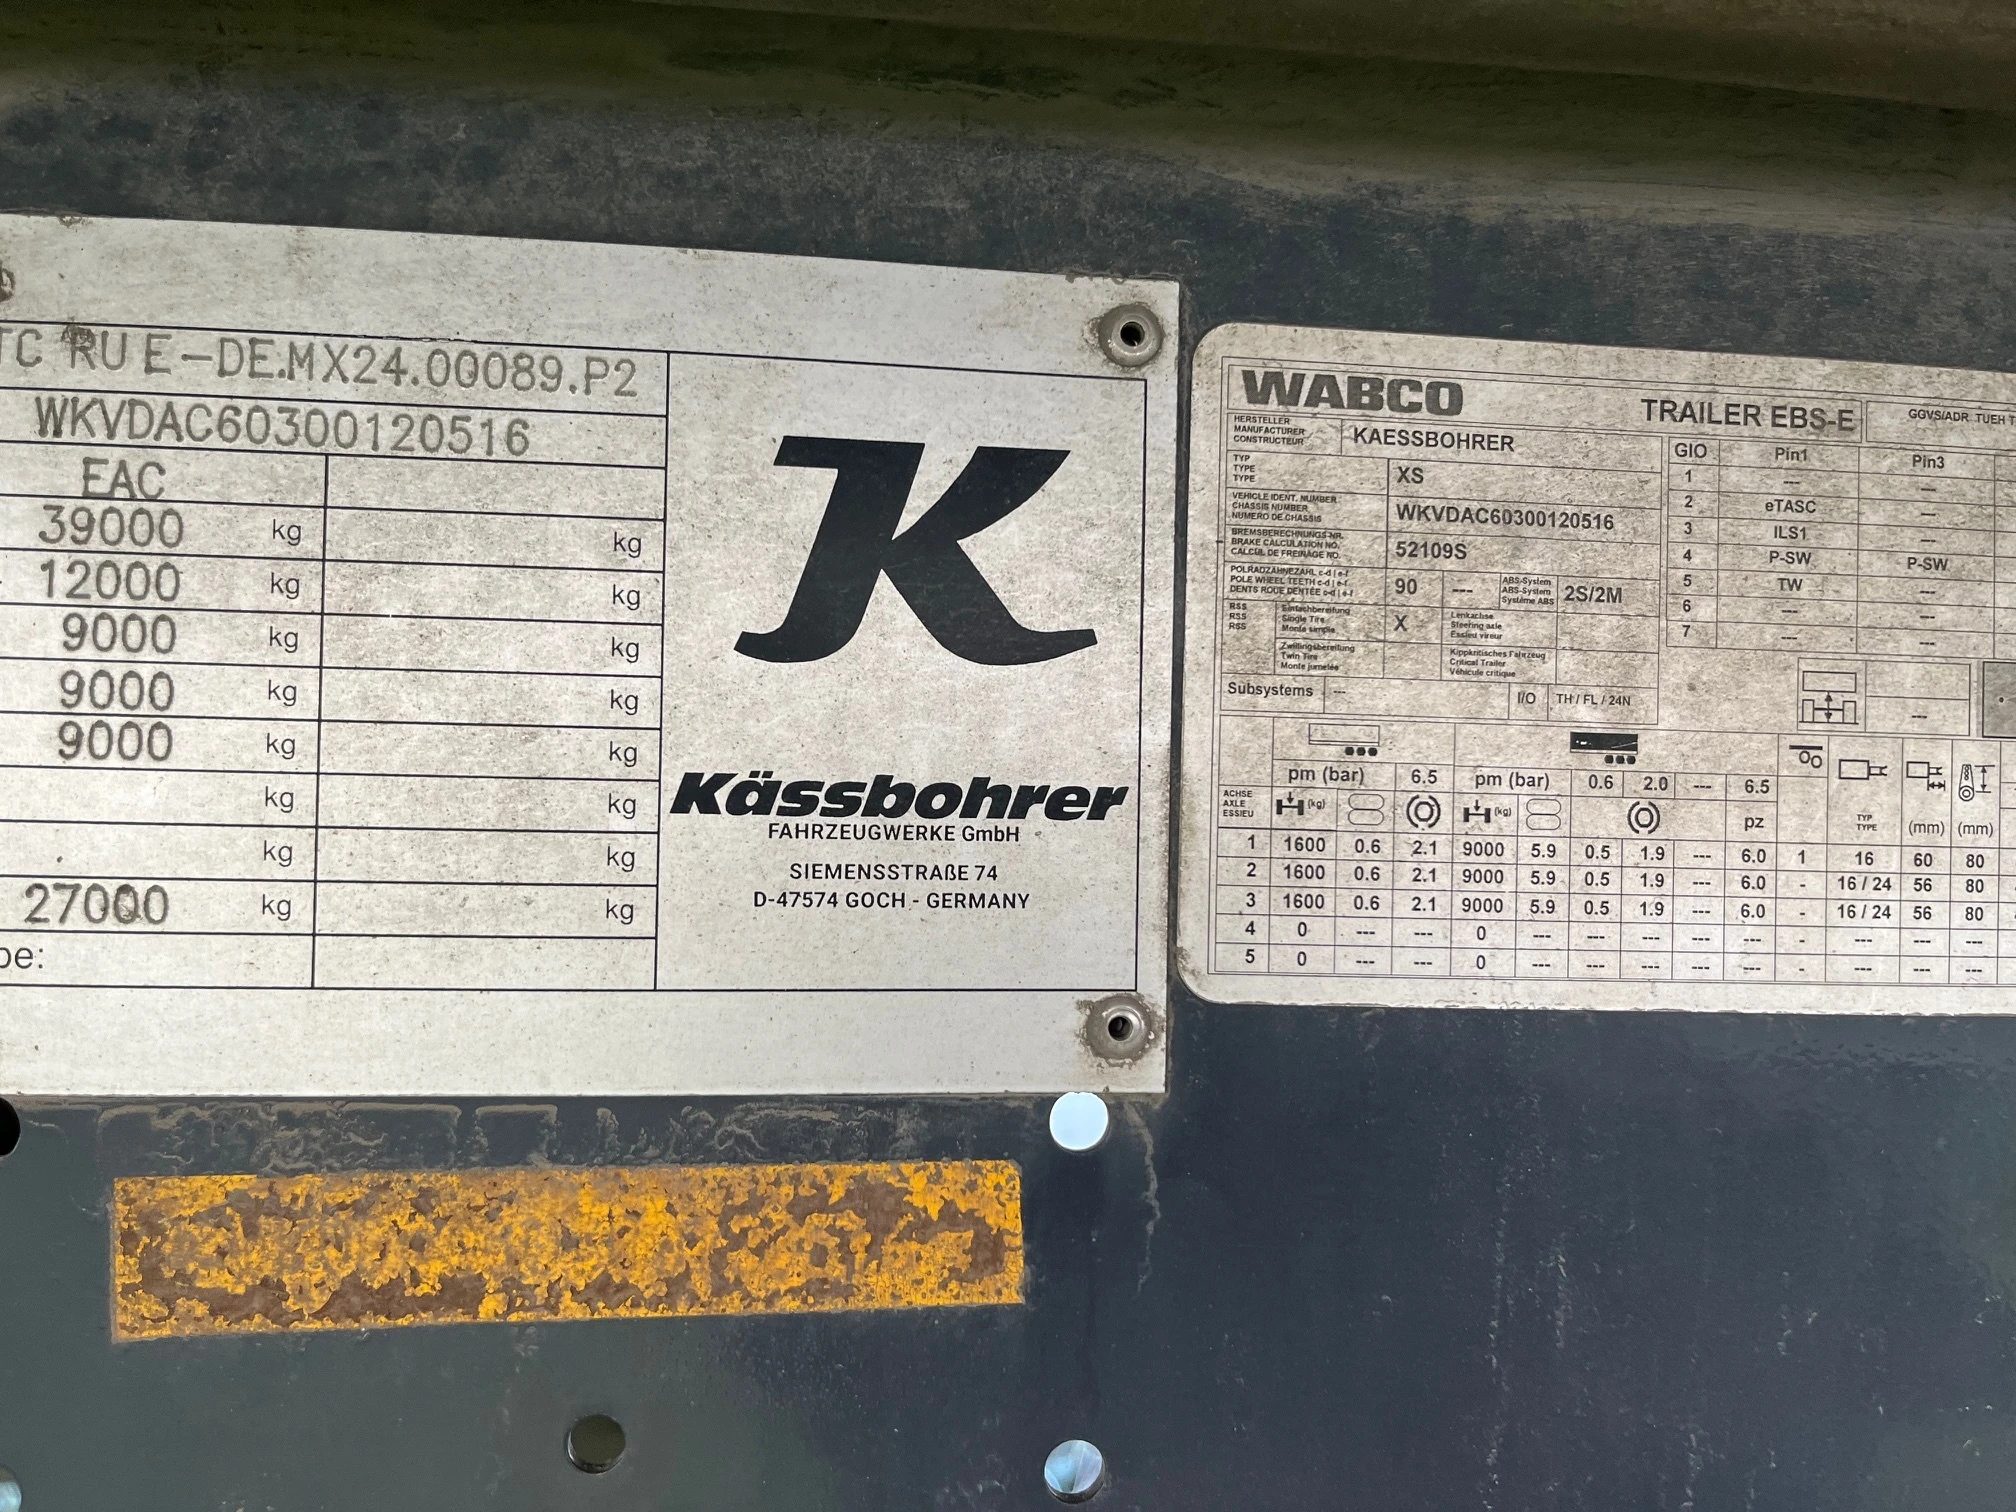 TC RU E-DE.MX24.00089.P2
WKVDAC60300120516
EAC
39000 kg kg
12000 kg kg
9000 kg kg
9000 kg kg
9000 kg kg
kg kg
kg kg
27000 kg kg
K
Kässbohrer
FAHRZEUGWERKE GmbH
SIEMENSSTRAßE 74
D-47574 GOCH - GERMANY
WABCO TRAILER EBS-E GGVS/ADR TUEH
HERSTELLER
MANUFACTURER
CONSTRUCTEUR
KAESSBOHRER
TYP
TYPE
TYPE
XS
VEHICLE IDENT. NUMBER
CHASSIS NUMBER
NUMERO DE CHASSIS
WKVDAC60300120516
BREMSBERECHNUNGS-NR.
BRAKE CALCULATION NO.
CALCUL DE FREINAGE NO.
52109S
POLRADZAHNEZAHL c-d | e-f
POLE WHEEL TEETH c-d | e-f
DENTS ROUE DENTÉE c-d | e-f
90 ---
ABS-System
ABS-System
Système ABS
2S/2M
RSS
RSS
RSS
Einfachbereifung
Single Tire
Monte simple
X
Lenkachse
Steering axle
Essieu vireur
Zwillingsbereifung
Twin Tire
Monte jumelée
Kippkritisches Fahrzeug
Critical Trailer
Véhicule critique
Subsystems --- I/O TH / FL / 24N
GIO Pin1 Pin3
1 --- ---
2 eTASC ---
3 ILS1 ---
4 P-SW P-SW
5 TW ---
6 --- ---
7 --- ---
---
pm (bar) 6.5 pm (bar) 0.6 2.0 --- 6.5
ACHSE
AXLE
ESSIEU
(kg) (kg) pz
TYP
TYPE
(mm) (mm)
1 1600 0.6 2.1 9000 5.9 0.5 1.9 --- 6.0 1 16 60 80
2 1600 0.6 2.1 9000 5.9 0.5 1.9 --- 6.0 - 16 / 24 56 80
3 1600 0.6 2.1 9000 5.9 0.5 1.9 --- 6.0 - 16 / 24 56 80
4 0 --- --- 0 --- --- --- --- --- - --- --- ---
5 0 --- --- 0 --- --- --- --- --- - --- --- ---